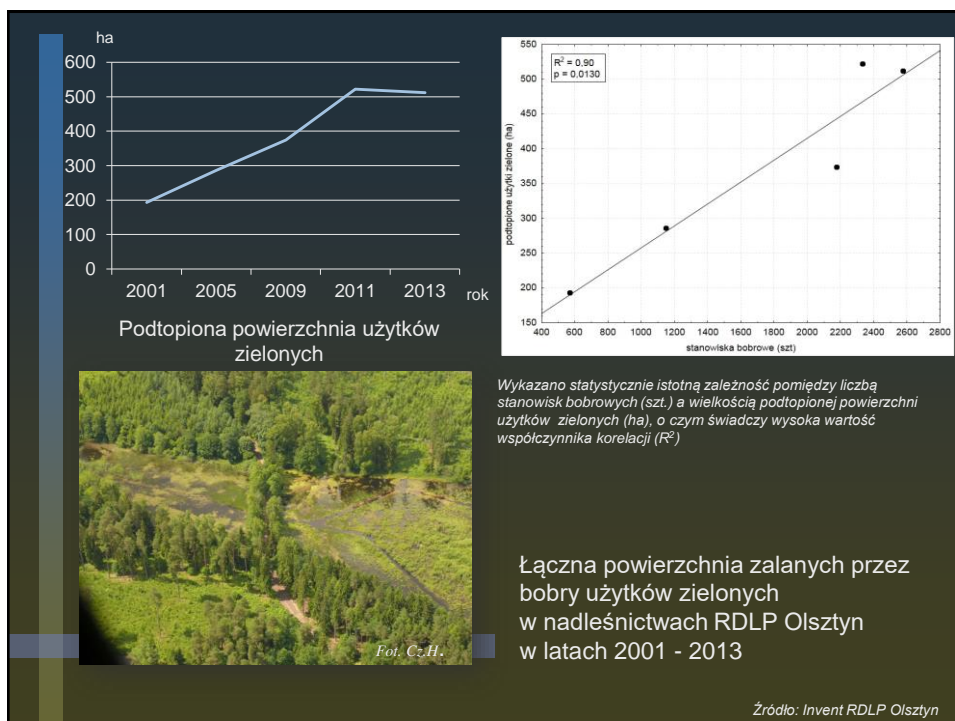 ha
600
500
400
300
200
100
0
2001 2005 2009 2011 2013 rok
Podtopiona powierzchnia użytków
zielonych
Fot. Cz.H.
R² = 0,90
p = 0,0130
podtopione użytki zielone (ha)
550
500
450
400
350
300
250
200
150
400 600 800 1000 1200 1400 1600 1800 2000 2200 2400 2600 2800
stanowiska bobrowe (szt)
Wykazano statystycznie istotną zależność pomiędzy liczbą
stanowisk bobrowych (szt.) a wielkością podtopionej powierzchni
użytków zielonych (ha), o czym świadczy wysoka wartość
współczynnika korelacji (R²)
Łączna powierzchnia zalanych przez
bobry użytków zielonych
w nadleśnictwach RDLP Olsztyn
w latach 2001 - 2013
Źródło: Invent RDLP Olsztyn